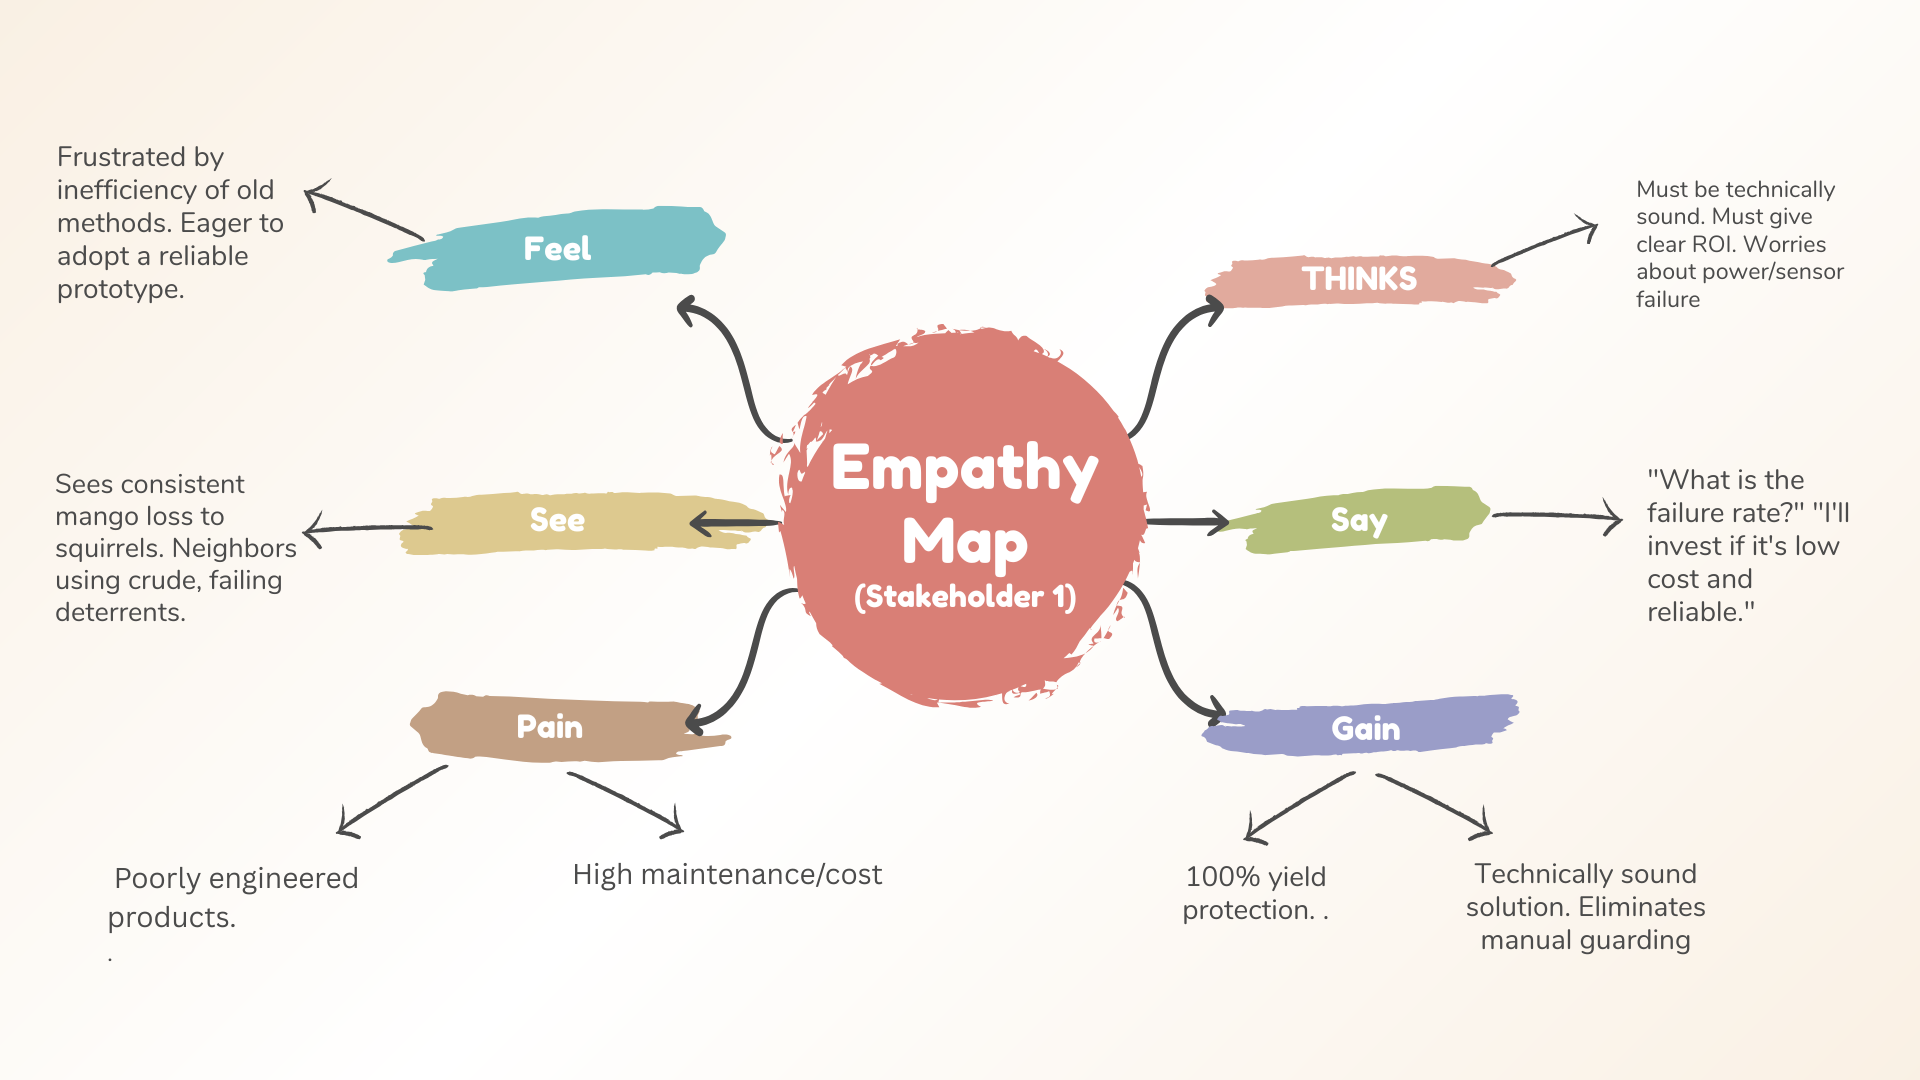 Empathy
Map
(Stakeholder 1)
Feel
Frustrated by
inefficiency of old
methods. Eager to
adopt a reliable
prototype.
See
Sees consistent
mango loss to
squirrels. Neighbors
using crude, failing
deterrents.
Pain
Poorly engineered
products.
.
High maintenance/cost
THINKS
Must be technically
sound. Must give
clear ROI. Worries
about power/sensor
failure
Say
"What is the
failure rate?" "I'll
invest if it's low
cost and
reliable."
Gain
100% yield
protection. .
Technically sound
solution. Eliminates
manual guarding